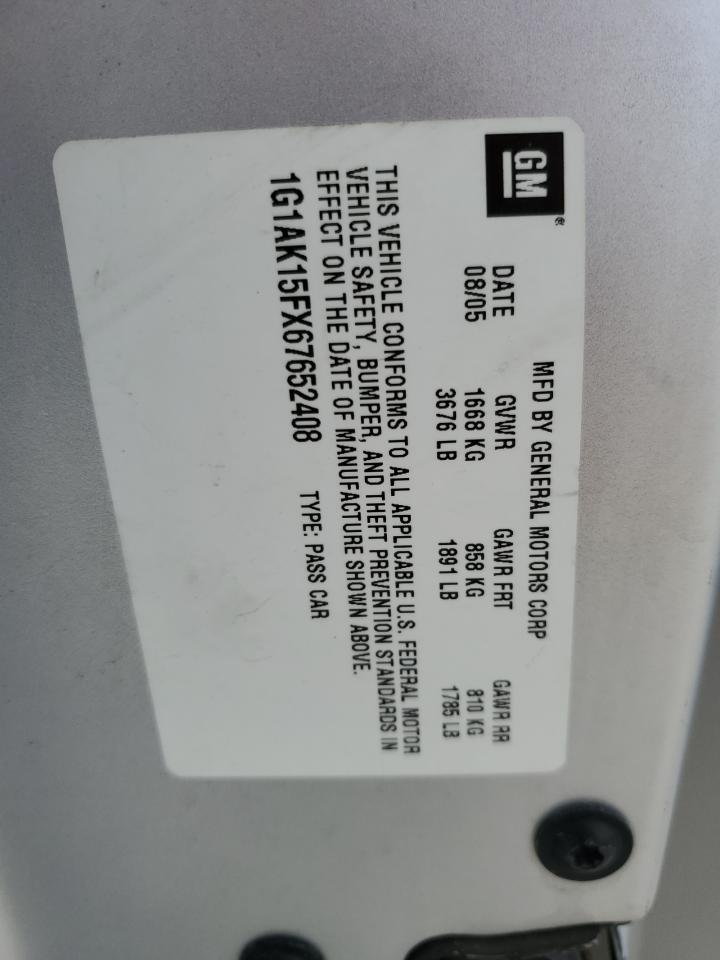 GM®
MFD BY GENERAL MOTORS CORP
DATE GVWR GAWR FRT GAWR RR
08/05 1668 KG 858 KG 810 KG
3676 LB 1891 LB 1785 LB
THIS VEHICLE CONFORMS TO ALL APPLICABLE U.S. FEDERAL MOTOR
VEHICLE SAFETY, BUMPER, AND THEFT PREVENTION STANDARDS IN
EFFECT ON THE DATE OF MANUFACTURE SHOWN ABOVE.
1G1AK15FX67652408 TYPE: PASS CAR